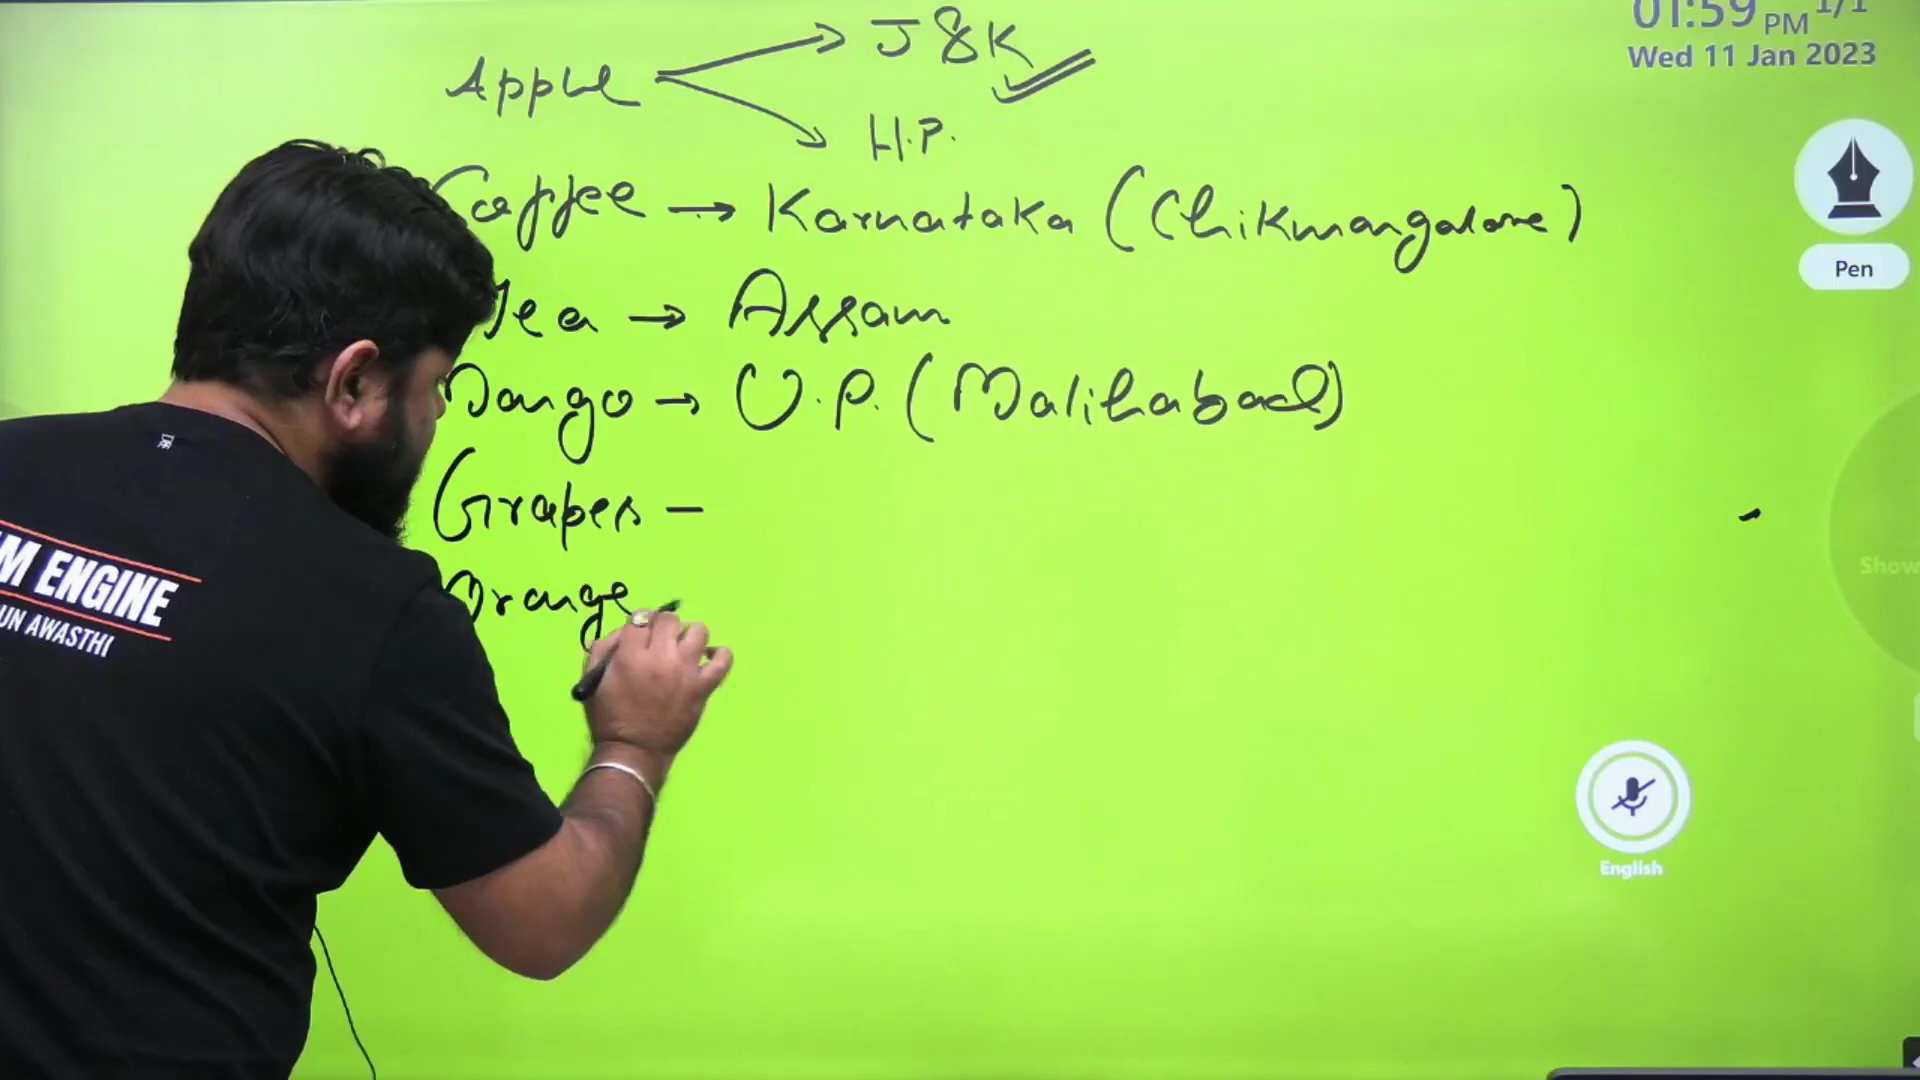 01:59 PM 1/1
Wed 11 Jan 2023
Apple → J&K
H.P.
Coffee → Karnataka (Chikmangalore)
Pen
Tea → Assam
Mango → U.P. (Malihabad)
Grapes -
Orange
M ENGINE
UN AWASTHI
Show
English